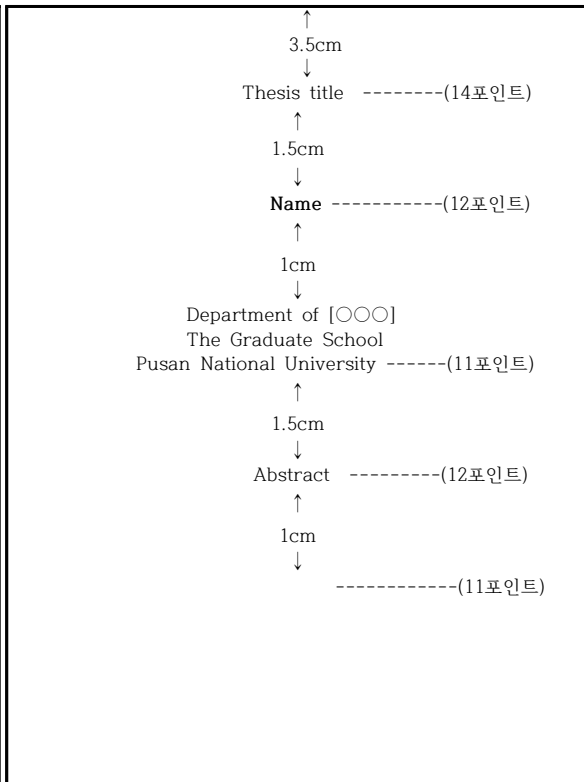 ↑
3.5cm
↓
Thesis title --------(14포인트)
↑
1.5cm
↓
Name -----------(12포인트)
↑
1cm
↓
Department of [○○○]
The Graduate School
Pusan National University ------(11포인트)
↑
1.5cm
↓
Abstract ---------(12포인트)
↑
1cm
↓
------------(11포인트)